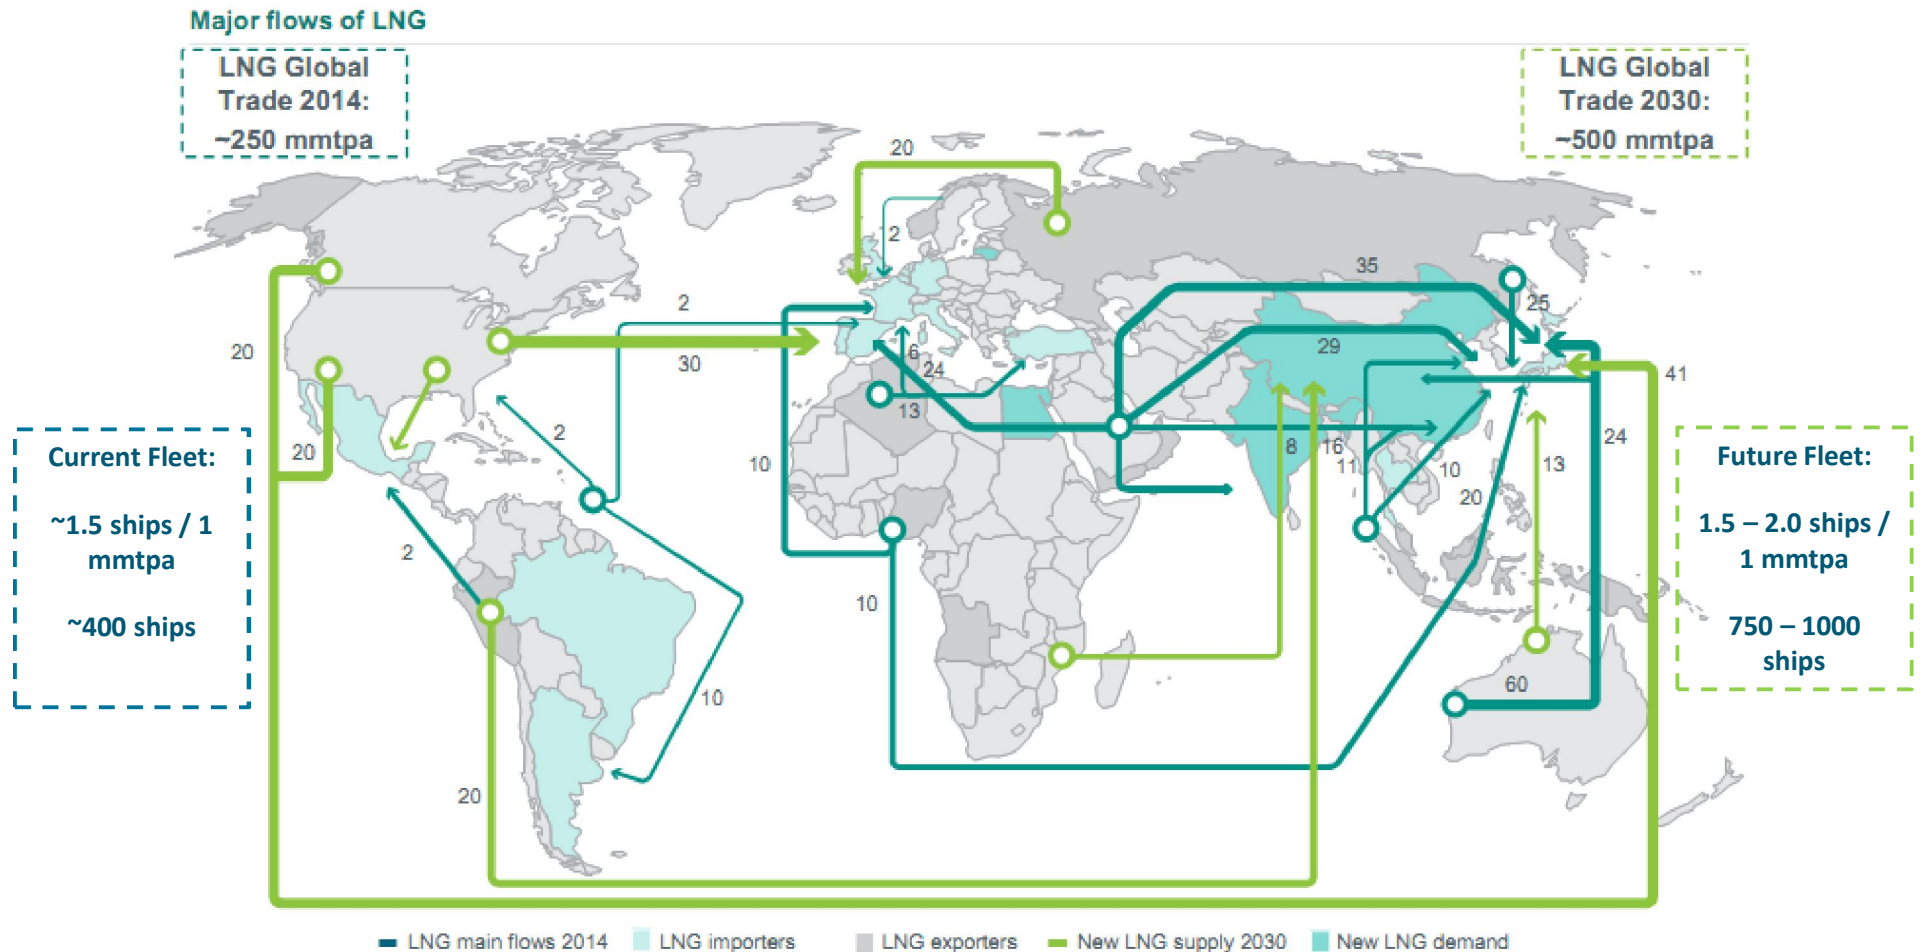 Major flows of LNG
LNG Global
Trade 2014:
~250 mmtpa
LNG Global
Trade 2030:
~500 mmtpa
20
2
35
25
2
20
30
6
24
29
41
13
2
20
10
8
16
11
10
20
13
24
Current Fleet:
~1.5 ships / 1
mmtpa
~400 ships
Future Fleet:
1.5 – 2.0 ships /
1 mmtpa
750 – 1000
ships
2
10
10
60
20
LNG main flows 2014
LNG importers
LNG exporters
New LNG supply 2030
New LNG demand